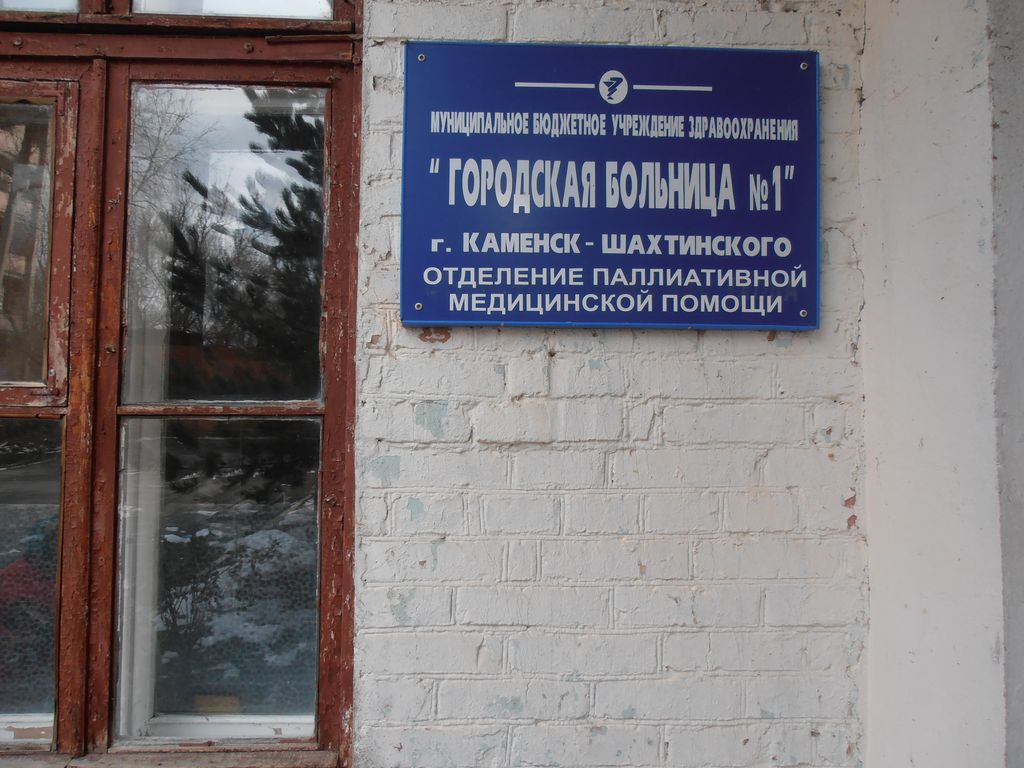 МУНИЦИПАЛЬНОЕ БЮДЖЕТНОЕ УЧРЕЖДЕНИЕ ЗДРАВООХРАНЕНИЯ
"ГОРОДСКАЯ БОЛЬНИЦА №1"
г. КАМЕНСК - ШАХТИНСКОГО
ОТДЕЛЕНИЕ ПАЛЛИАТИВНОЙ
МЕДИЦИНСКОЙ ПОМОЩИ